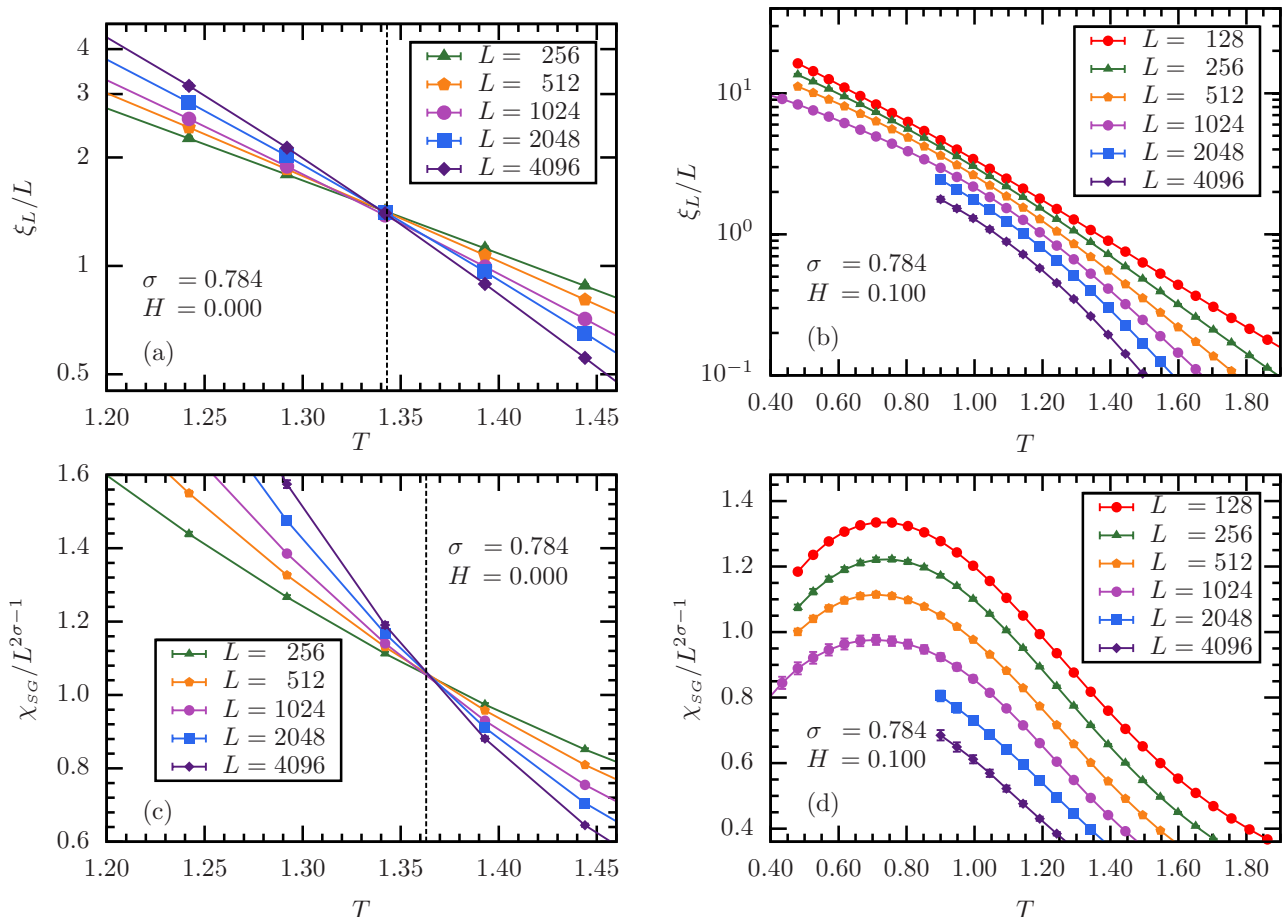 4
3
2
1
0.5
ξ_L/L
L = 256
L = 512
L = 1024
L = 2048
L = 4096
σ = 0.784
H = 0.000
(a)
1.20 1.25 1.30 1.35 1.40 1.45
T
10^1
10^0
10^−1
ξ_L/L
L = 128
L = 256
L = 512
L = 1024
L = 2048
L = 4096
σ = 0.784
H = 0.100
(b)
0.40 0.60 0.80 1.00 1.20 1.40 1.60 1.80
T
1.6
1.4
1.2
1.0
0.8
0.6
χ_SG/L^{2σ−1}
σ = 0.784
H = 0.000
L = 256
L = 512
L = 1024
L = 2048
L = 4096
(c)
1.20 1.25 1.30 1.35 1.40 1.45
T
1.4
1.2
1.0
0.8
0.6
0.4
χ_SG/L^{2σ−1}
L = 128
L = 256
L = 512
L = 1024
L = 2048
L = 4096
σ = 0.784
H = 0.100
(d)
0.40 0.60 0.80 1.00 1.20 1.40 1.60 1.80
T